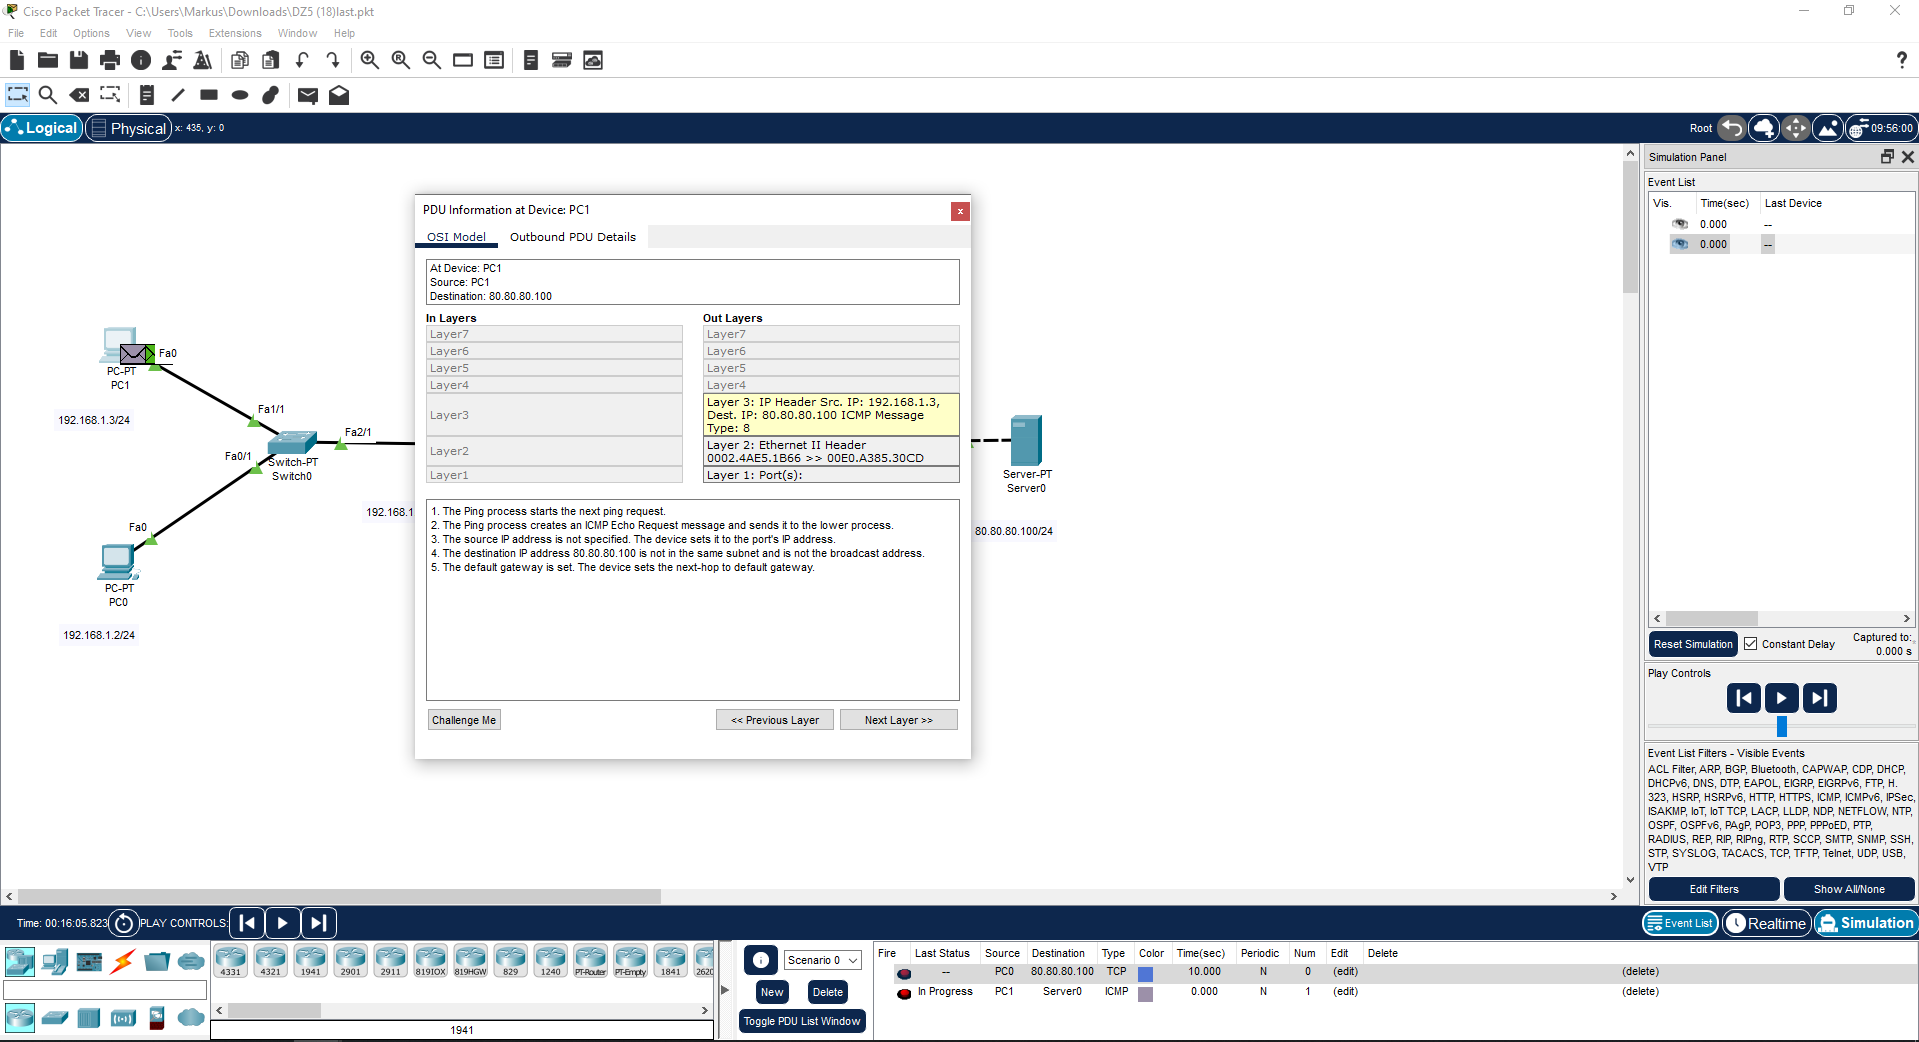 Cisco Packet Tracer - C:\Users\Markus\Downloads\DZ5 (18)last.pkt
File Edit Options View Tools Extensions Window Help
Logical Physical x: 435, y: 0 Root 09:56:00
Simulation Panel
Event List
Vis. Time(sec) Last Device
0.000 --
0.000 --
PDU Information at Device: PC1
OSI Model Outbound PDU Details
At Device: PC1
Source: PC1
Destination: 80.80.80.100
In Layers Out Layers
Layer7 Layer7
Layer6 Layer6
Layer5 Layer5
Layer4 Layer4
Layer3
Layer 3: IP Header Src. IP: 192.168.1.3,
Dest. IP: 80.80.80.100 ICMP Message
Type: 8
Layer2
Layer 2: Ethernet II Header
0002.4AE5.1B66 >> 00E0.A385.30CD
Layer1 Layer 1: Port(s):
1. The Ping process starts the next ping request.
2. The Ping process creates an ICMP Echo Request message and sends it to the lower process.
3. The source IP address is not specified. The device sets it to the port's IP address.
4. The destination IP address 80.80.80.100 is not in the same subnet and is not the broadcast address.
5. The default gateway is set. The device sets the next-hop to default gateway.
Challenge Me << Previous Layer Next Layer >>
Fa0
PC-PT
PC1
192.168.1.3/24
Fa1/1
Fa2/1
Fa0/1
Switch-PT
Switch0
192.168.1
Fa0
PC-PT
PC0
192.168.1.2/24
Server-PT
Server0
80.80.80.100/24
Reset Simulation Constant Delay Captured to:
0.000 s
Play Controls
Event List Filters - Visible Events
ACL Filter, ARP, BGP, Bluetooth, CAPWAP, CDP, DHCP,
DHCPv6, DNS, DTP, EAPOL, EIGRP, EIGRPv6, FTP, H.
323, HSRP, HSRPv6, HTTP, HTTPS, ICMP, ICMPv6, IPSec,
ISAKMP, IoT, IoT TCP, LACP, LLDP, NDP, NETFLOW, NTP,
OSPF, OSPFv6, PAgP, POP3, PPP, PPPoED, PTP,
RADIUS, REP, RIP, RIPng, RTP, SCCP, SMTP, SNMP, SSH,
STP, SYSLOG, TACACS, TCP, TFTP, Telnet, UDP, USB,
VTP
Edit Filters Show All/None
Time: 00:16:05.823 PLAY CONTROLS: Event List Realtime Simulation
4331 4321 1941 2901 2911 819IOX 819HGW 829 1240 PT-Router PT-Empty 1841 2620
1941
Scenario 0
New Delete
Toggle PDU List Window
Fire Last Status Source Destination Type Color Time(sec) Periodic Num Edit Delete
-- PC0 80.80.80.100 TCP 10.000 N 0 (edit) (delete)
In Progress PC1 Server0 ICMP 0.000 N 1 (edit) (delete)